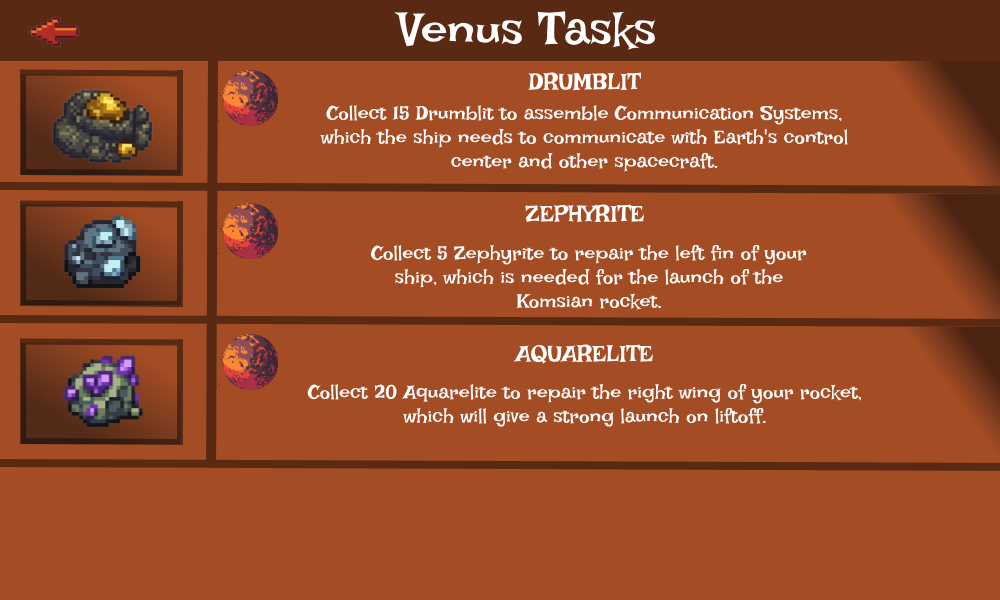 Venus Tasks
DRUMBLIT
Collect 15 Drumblit to assemble Communication Systems,
which the ship needs to communicate with Earth's control
center and other spacecraft.
ZEPHYRITE
Collect 5 Zephyrite to repair the left fin of your
ship, which is needed for the launch of the
Komsian rocket.
AQUARELITE
Collect 20 Aquarelite to repair the right wing of your rocket,
which will give a strong launch on liftoff.